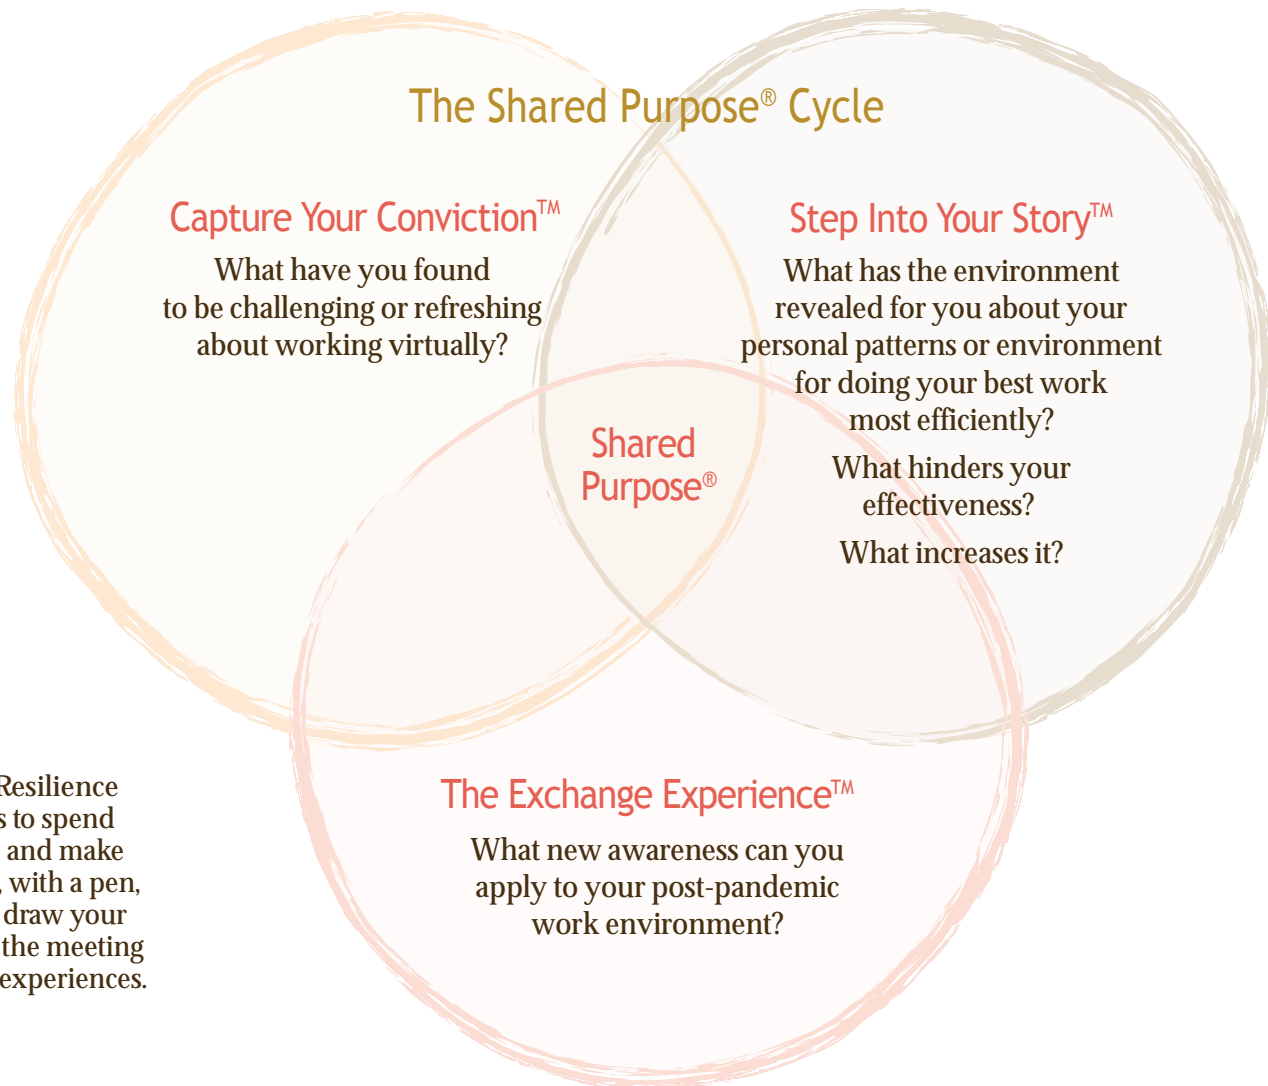 The Shared Purpose® Cycle
Capture Your Conviction™
What have you found
to be challenging or refreshing
about working virtually?
Step Into Your Story™
What has the environment
revealed for you about your
personal patterns or environment
for doing your best work
most efficiently?
What hinders your
effectiveness?
What increases it?
Shared
Purpose®
The Exchange Experience™
What new awareness can you
apply to your post-pandemic
work environment?
Resilience
s to spend
and make
, with a pen,
draw your
the meeting
experiences.